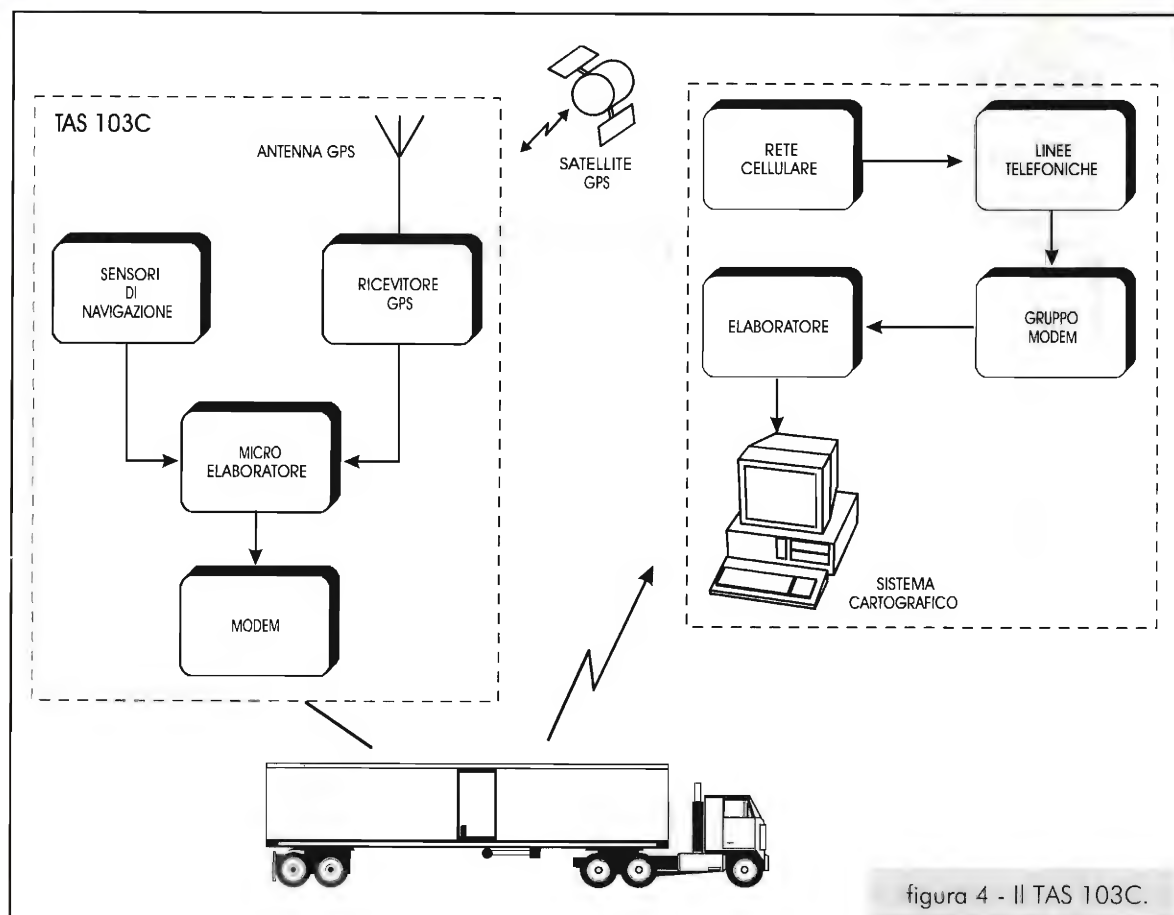 TAS 103C
ANTENNA GPS
SATELLITE
GPS
SENSORI
DI
NAVIGAZIONE
RICEVITORE
GPS
MICRO
ELABORATORE
MODEM
RETE
CELLULARE
LINEE
TELEFONICHE
ELABORATORE
GRUPPO
MODEM
SISTEMA
CARTOGRAFICO
figura 4 - Il TAS 103C.